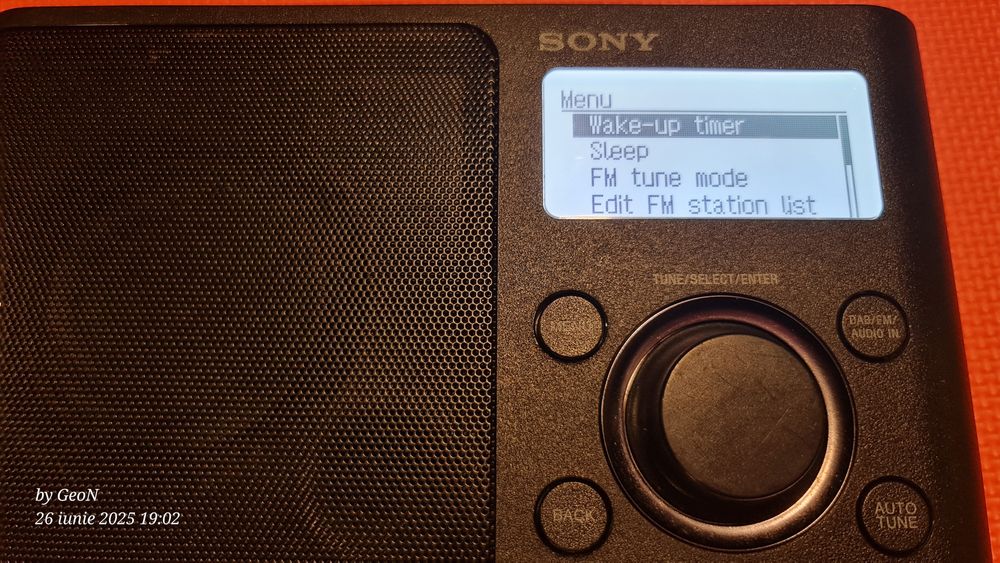 SONY
Menu
Wake-up timer
Sleep
FM tune mode
Edit FM station list
TUNE/SELECT/ENTER
MENU
DAB/FM/
AUDIO IN
BACK
AUTO
TUNE
by GeoN
26 iunie 2025 19:02